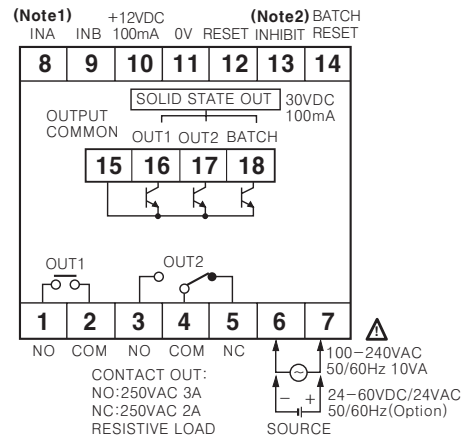 (Note1) +12VDC (Note2) BATCH
INA INB 100mA 0V RESET INHIBIT RESET
8 9 10 11 12 13 14
SOLID STATE OUT 30VDC
100mA
OUTPUT
COMMON OUT1 OUT2 BATCH
15 16 17 18
OUT1 OUT2
1 2 3 4 5 6 7
NO COM NO COM NC
100-240VAC
50/60Hz 10VA
CONTACT OUT:
NO:250VAC 3A
NC:250VAC 2A
RESISTIVE LOAD
- +
24-60VDC/24VAC
50/60Hz(Option)
SOURCE